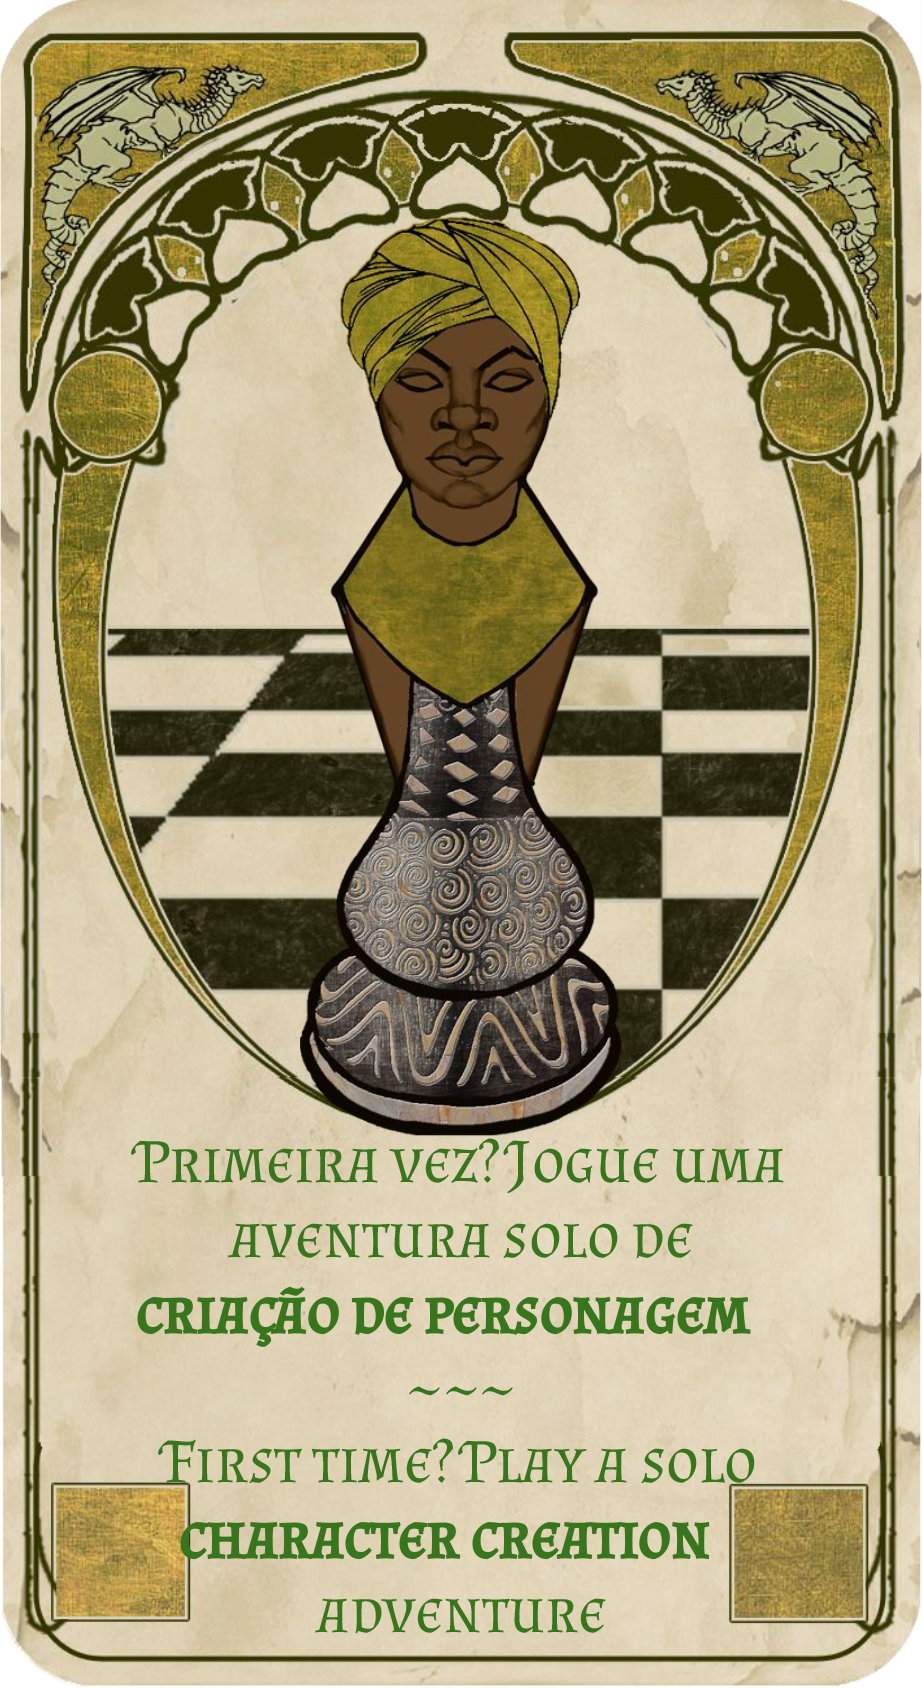 Primeira vez? Jogue uma
aventura solo de
criação de personagem
~~~
First time? Play a solo
character creation
adventure